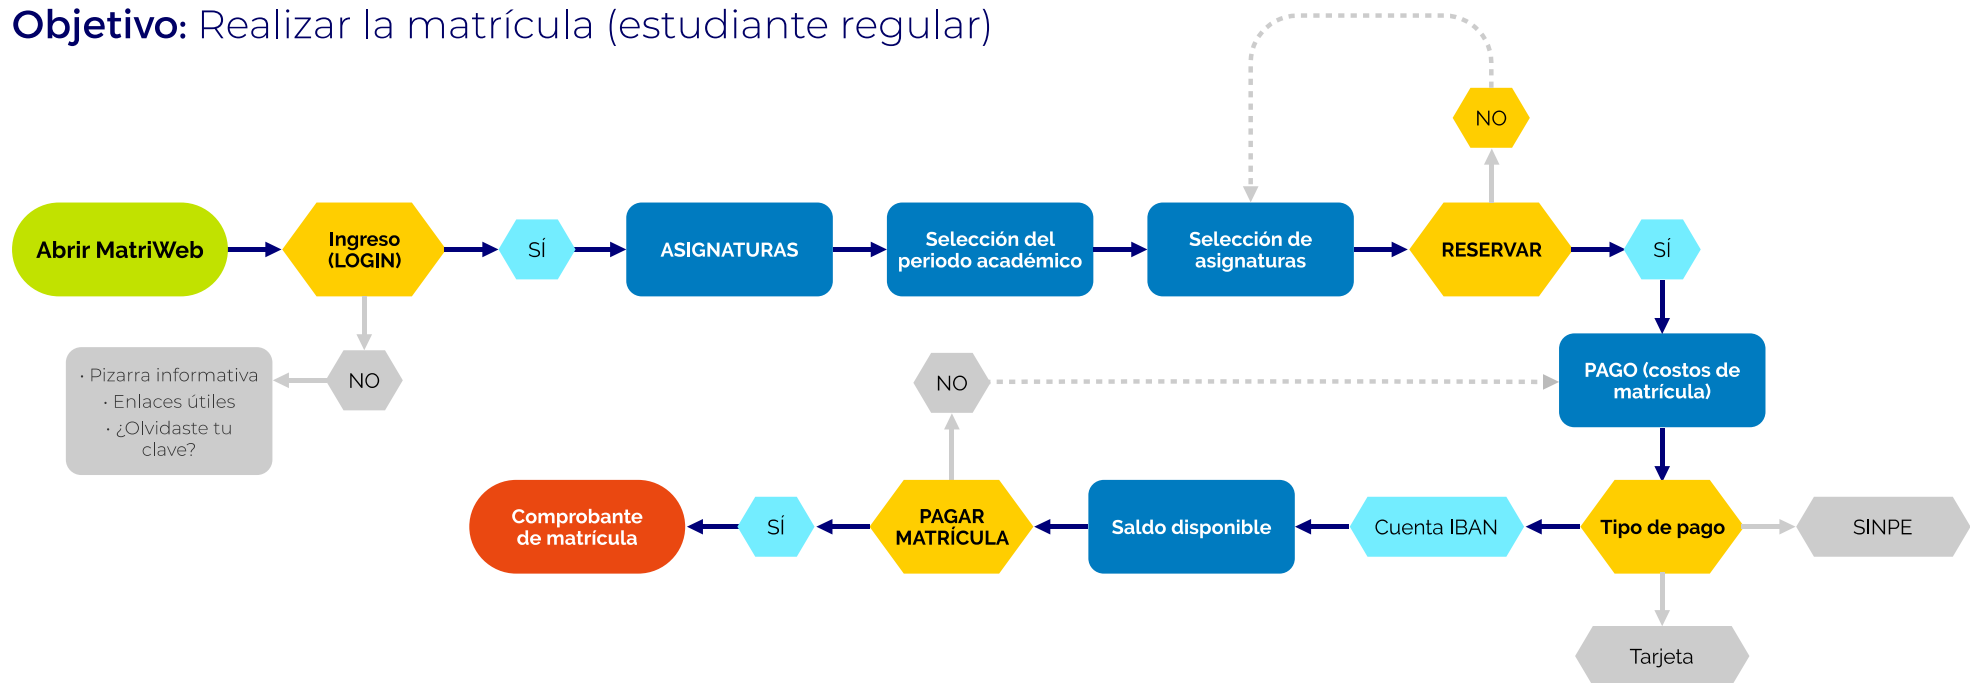 Objetivo: Realizar la matrícula (estudiante regular)
NO
Abrir MatriWeb
Ingreso
(LOGIN)
SÍ
ASIGNATURAS
Selección del
periodo académico
Selección de
asignaturas
RESERVAR
SÍ
• Pizarra informativa
• Enlaces útiles
• ¿Olvidaste tu
clave?
NO
NO
PAGO (costos de
matrícula)
Comprobante
de matrícula
SÍ
PAGAR
MATRÍCULA
Saldo disponible
Cuenta IBAN
Tipo de pago
SINPE
Tarjeta